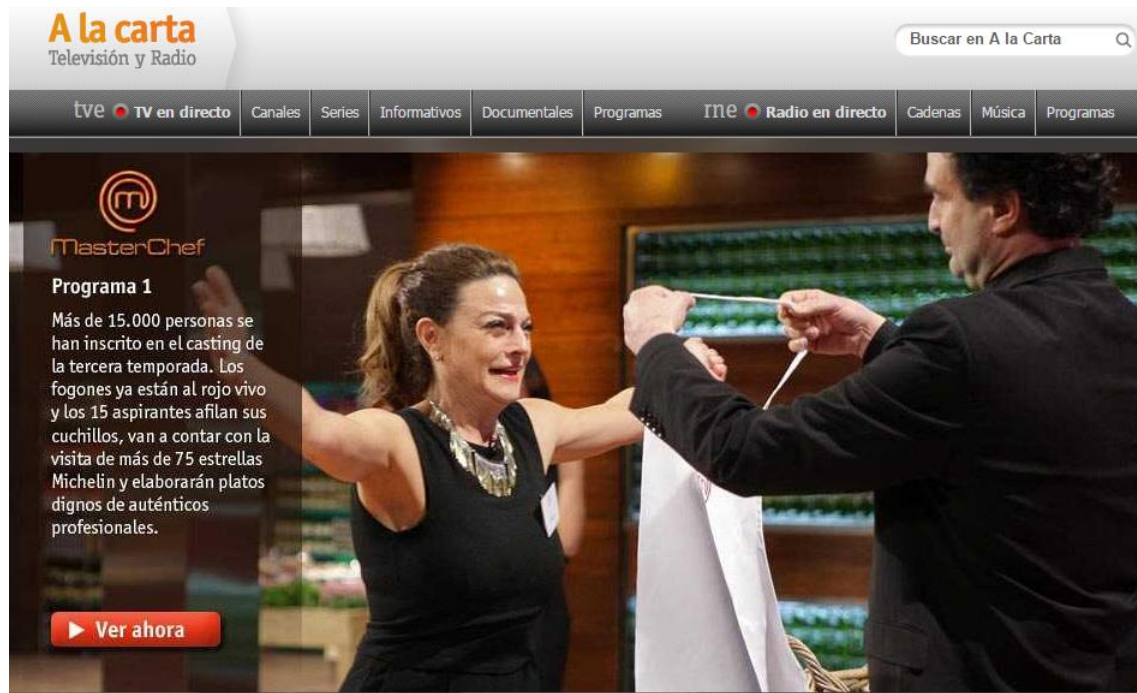 A la carta
Televisión y Radio
Buscar en A la Carta
tve TV en directo Canales Series Informativos Documentales Programas rne Radio en directo Cadenas Música Programas
MasterChef
Programa 1
Más de 15.000 personas se
han inscrito en el casting de
la tercera temporada. Los
fogones ya están al rojo vivo
y los 15 aspirantes afilan sus
cuchillos, van a contar con la
visita de más de 75 estrellas
Michelin y elaborarán platos
dignos de auténticos
profesionales.
Ver ahora